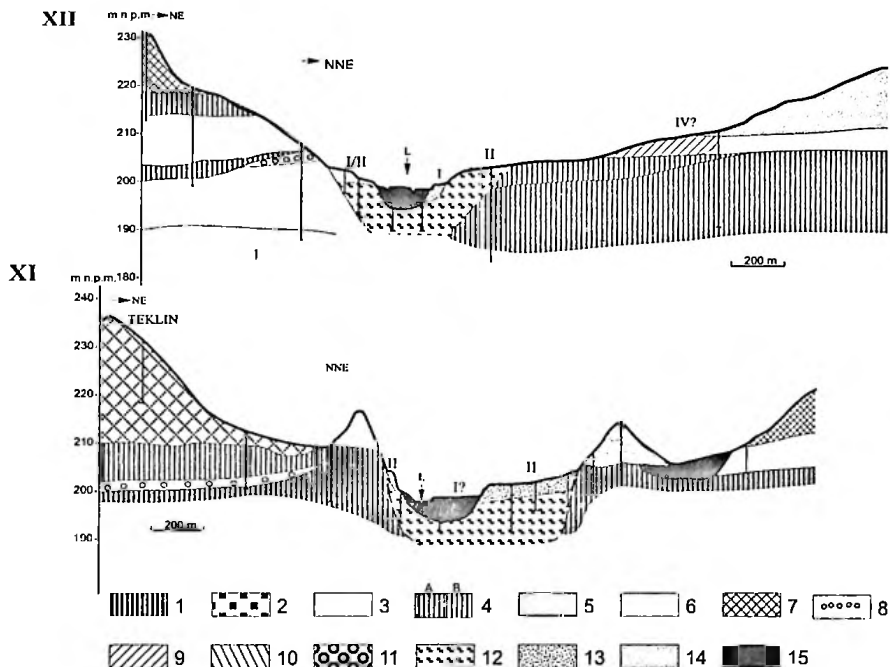 XII
m n.p.m. NE
230
NNE
220
210
IV?
I/II
L
I
II
200
190
I
200 m
XI
m n.p.m.
180
NE
240
TEKLIN
230
NNE
220
210
II
L
I?
II
200
200 m
190
A B
1 2 3 4 5 6 7 8
9 10 11 12 13 14 15